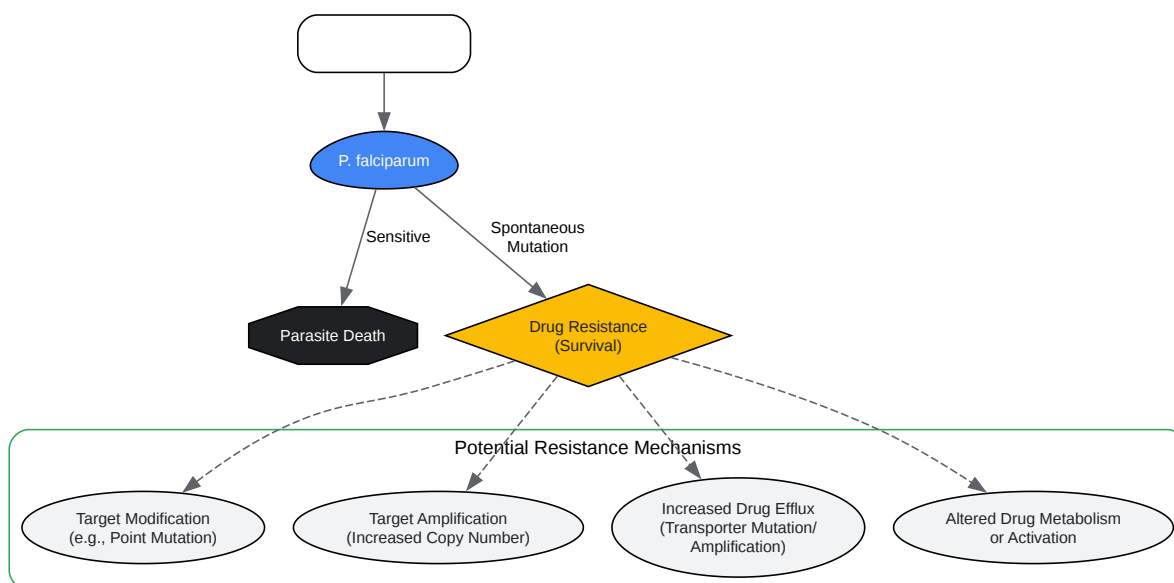 P. falciparum
Sensitive
Spontaneous
Mutation
Parasite Death
Drug Resistance
(Survival)
Potential Resistance Mechanisms
Target Modification
(e.g., Point Mutation)
Target Amplification
(Increased Copy Number)
Increased Drug Efflux
(Transporter Mutation/
Amplification)
Altered Drug Metabolism
or Activation